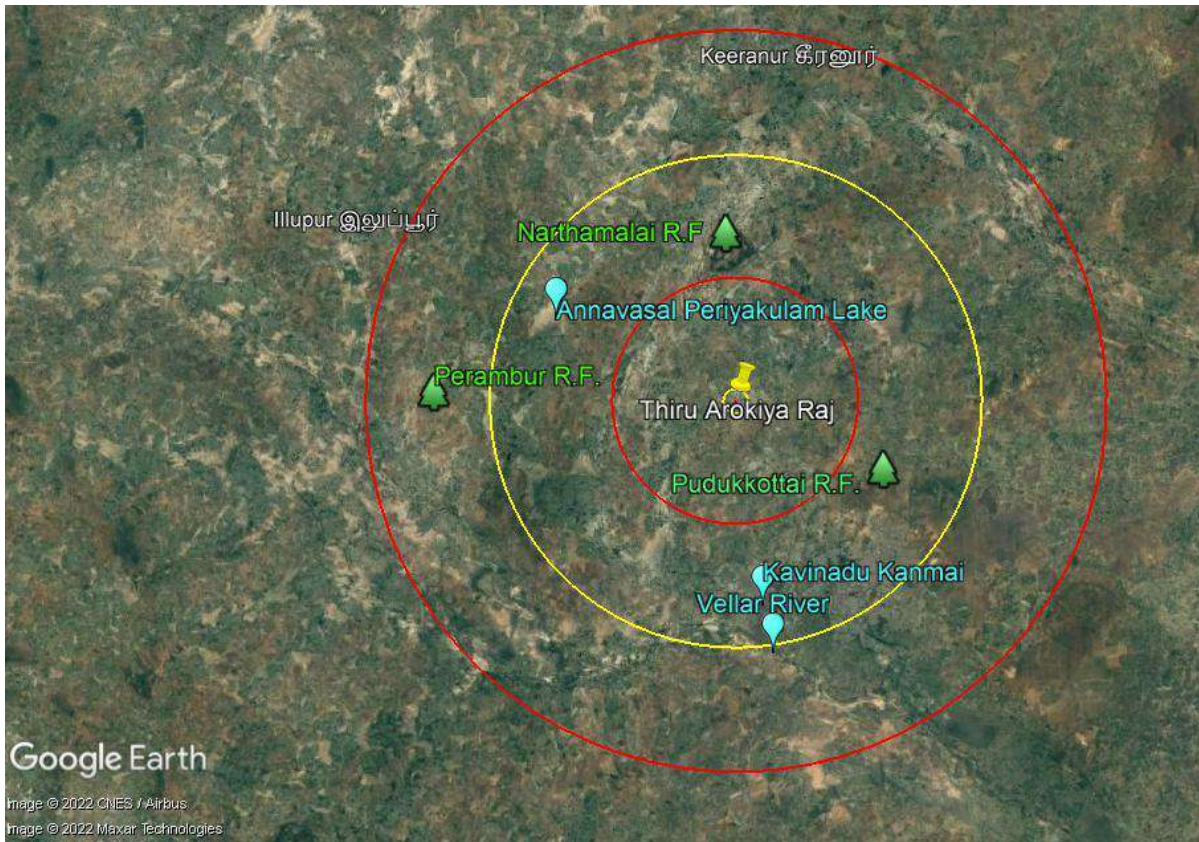 Keeranur கீரனூர்
Illupur இலுப்பூர்
Narthamalai R.F
Annavasal Periyakulam Lake
Perambur R.F.
Thiru Arokiya Raj
Pudukkottai R.F.
Kavinadu Kanmai
Vellar River
Google Earth
Image © 2022 CNES / Airbus
Image © 2022 Maxar Technologies